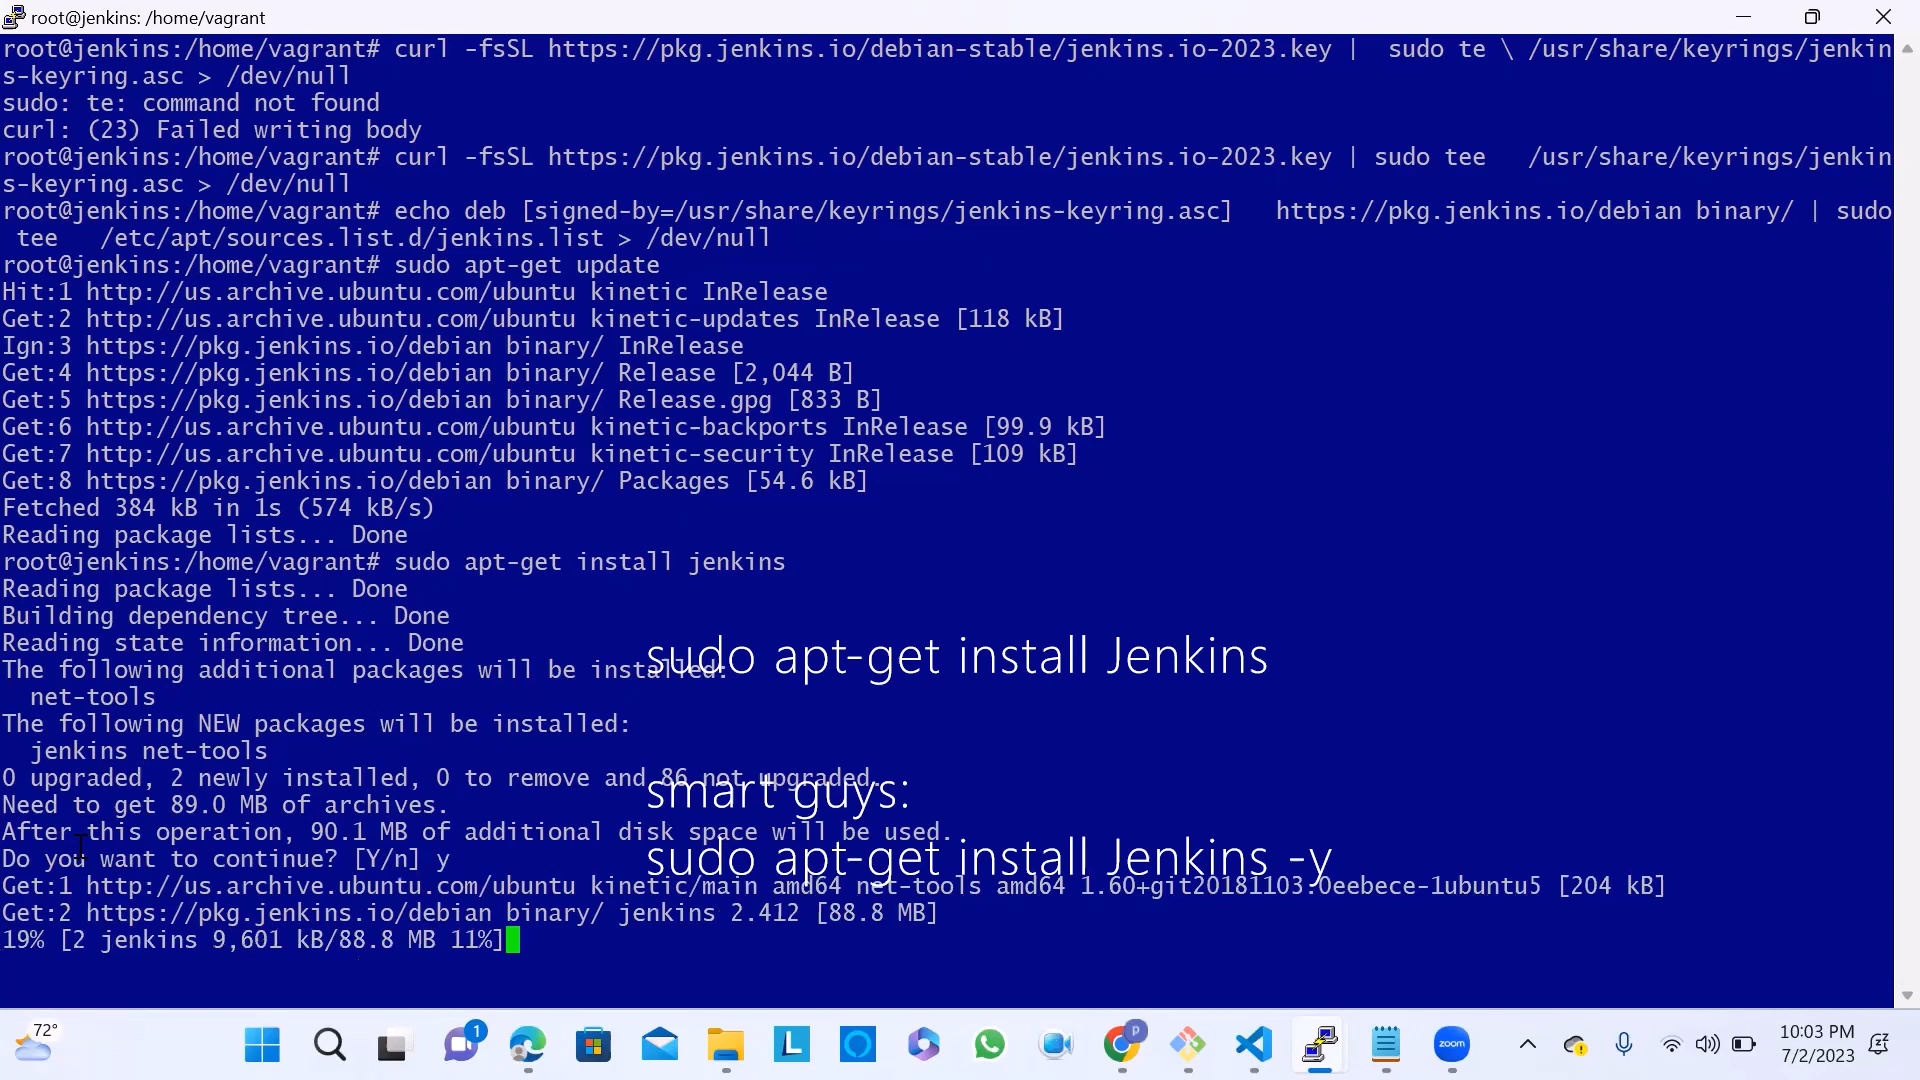 root@jenkins: /home/vagrant
root@jenkins:/home/vagrant# curl -fsSL https://pkg.jenkins.io/debian-stable/jenkins.io-2023.key |  sudo te \ /usr/share/keyrings/jenkin
s-keyring.asc > /dev/null
sudo: te: command not found
curl: (23) Failed writing body
root@jenkins:/home/vagrant# curl -fsSL https://pkg.jenkins.io/debian-stable/jenkins.io-2023.key | sudo tee   /usr/share/keyrings/jenkin
s-keyring.asc > /dev/null
root@jenkins:/home/vagrant# echo deb [signed-by=/usr/share/keyrings/jenkins-keyring.asc]   https://pkg.jenkins.io/debian binary/ | sudo
 tee   /etc/apt/sources.list.d/jenkins.list > /dev/null
root@jenkins:/home/vagrant# sudo apt-get update
Hit:1 http://us.archive.ubuntu.com/ubuntu kinetic InRelease
Get:2 http://us.archive.ubuntu.com/ubuntu kinetic-updates InRelease [118 kB]
Ign:3 https://pkg.jenkins.io/debian binary/ InRelease
Get:4 https://pkg.jenkins.io/debian binary/ Release [2,044 B]
Get:5 https://pkg.jenkins.io/debian binary/ Release.gpg [833 B]
Get:6 http://us.archive.ubuntu.com/ubuntu kinetic-backports InRelease [99.9 kB]
Get:7 http://us.archive.ubuntu.com/ubuntu kinetic-security InRelease [109 kB]
Get:8 https://pkg.jenkins.io/debian binary/ Packages [54.6 kB]
Fetched 384 kB in 1s (574 kB/s)
Reading package lists... Done
root@jenkins:/home/vagrant# sudo apt-get install jenkins
Reading package lists... Done
Building dependency tree... Done
Reading state information... Done
The following additional packages will be installed:
  net-tools
The following NEW packages will be installed:
  jenkins net-tools
0 upgraded, 2 newly installed, 0 to remove and 86 not upgraded.
Need to get 89.0 MB of archives.
After this operation, 90.1 MB of additional disk space will be used.
Do you want to continue? [Y/n] y
Get:1 http://us.archive.ubuntu.com/ubuntu kinetic/main amd64 net-tools amd64 1.60+git20181103.0eebece-1ubuntu5 [204 kB]
Get:2 https://pkg.jenkins.io/debian binary/ jenkins 2.412 [88.8 MB]
19% [2 jenkins 9,601 kB/88.8 MB 11%]
sudo apt-get install Jenkins
smart guys:
sudo apt-get install Jenkins -y
72°
1
L
P
zoom
10:03 PM
7/2/2023